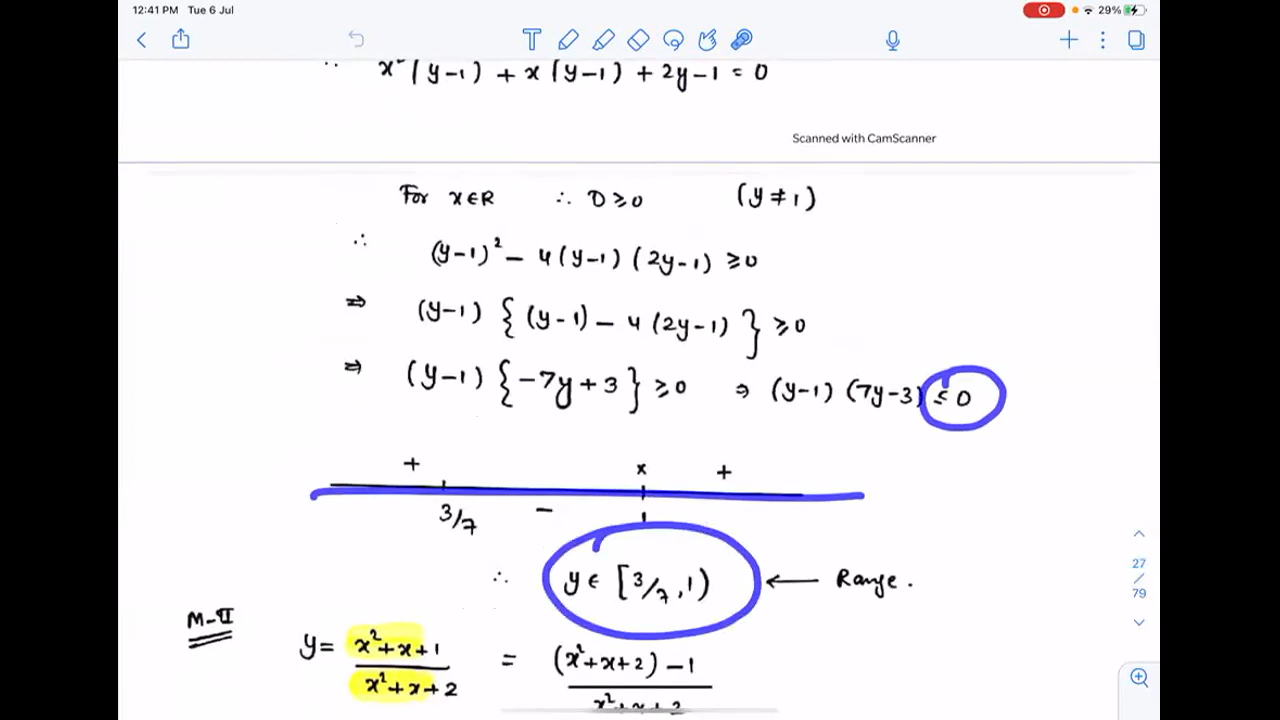 12:41 PM Tue 6 Jul
29%
∴ x²(y-1) + x(y-1) + 2y-1 = 0
Scanned with CamScanner
For x∈R ∴ D≥0 (y≠1)
∴ (y-1)² - 4(y-1)(2y-1) ≥0
⇒ (y-1) {(y-1) - 4(2y-1)} ≥0
⇒ (y-1) {-7y+3} ≥0 ⇒ (y-1) (7y-3) ≤ 0
+ x +
3/7 - 1
∴ y∈ [3/7, 1) ← Range.
M-II
y= x²+x+1 / x²+x+2 = (x²+x+2) -1 / x²+x+2
27
/
79